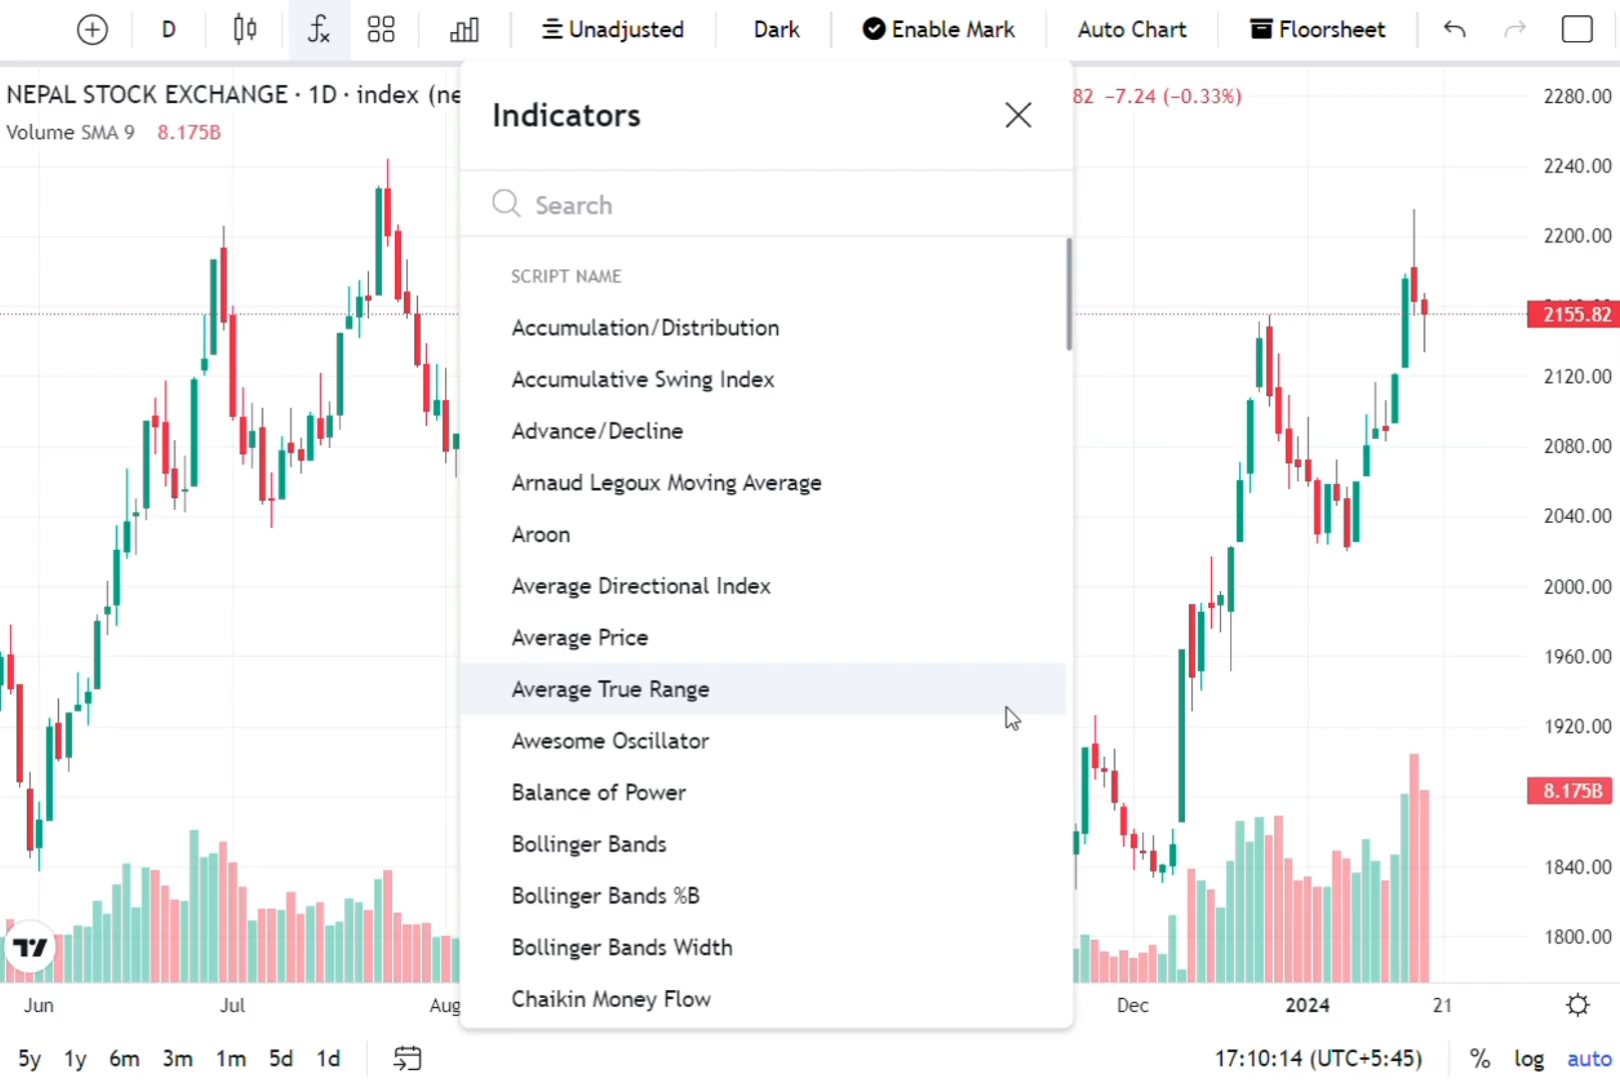 D
fx
Unadjusted
Dark
Enable Mark
Auto Chart
Floorsheet
NEPAL STOCK EXCHANGE · 1D · index (ne
82 −7.24 (−0.33%)
Volume SMA 9 8.175B
Indicators
Search
SCRIPT NAME
Accumulation/Distribution
Accumulative Swing Index
Advance/Decline
Arnaud Legoux Moving Average
Aroon
Average Directional Index
Average Price
Average True Range
Awesome Oscillator
Balance of Power
Bollinger Bands
Bollinger Bands %B
Bollinger Bands Width
Chaikin Money Flow
2280.00
2240.00
2200.00
2155.82
2120.00
2080.00
2040.00
2000.00
1960.00
1920.00
8.175B
1840.00
1800.00
Jun
Jul
Aug
Dec
2024
21
5y 1y 6m 3m 1m 5d 1d
17:10:14 (UTC+5:45)
%
log
auto